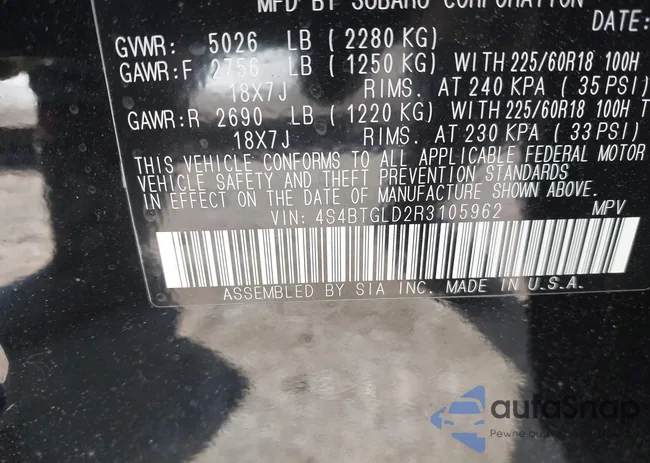 MFD BY SUBARU CORPORATION
DATE:
GVWR: 5026 LB ( 2280 KG)
GAWR:F 2756 LB ( 1250 KG) WITH 225/60R18 100H
18X7J RIMS. AT 240 KPA ( 35 PSI)
GAWR:R 2690 LB ( 1220 KG) WITH 225/60R18 100H T
18X7J RIMS. AT 230 KPA ( 33 PSI)
THIS VEHICLE CONFORMS TO ALL APPLICABLE FEDERAL MOTOR
VEHICLE SAFETY AND THEFT PREVENTION STANDARDS
IN EFFECT ON THE DATE OF MANUFACTURE SHOWN ABOVE.
VIN: 4S4BTGLD2R3105962 MPV
ASSEMBLED BY SIA INC. MADE IN U.S.A.
autaSnap
Pewne